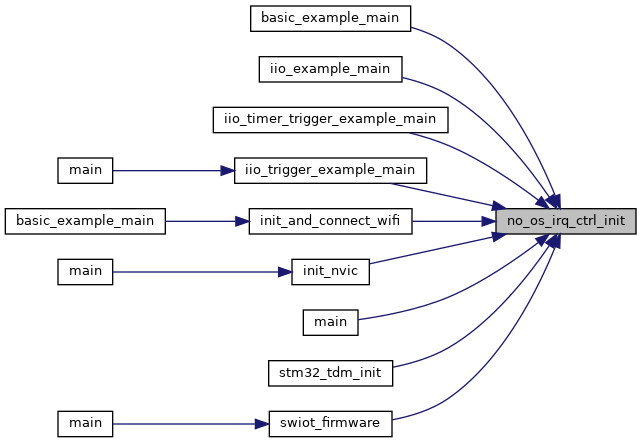 basic_example_main
iio_example_main
iio_timer_trigger_example_main
main
iio_trigger_example_main
basic_example_main
init_and_connect_wifi
no_os_irq_ctrl_init
main
init_nvic
main
stm32_tdm_init
main
swiot_firmware